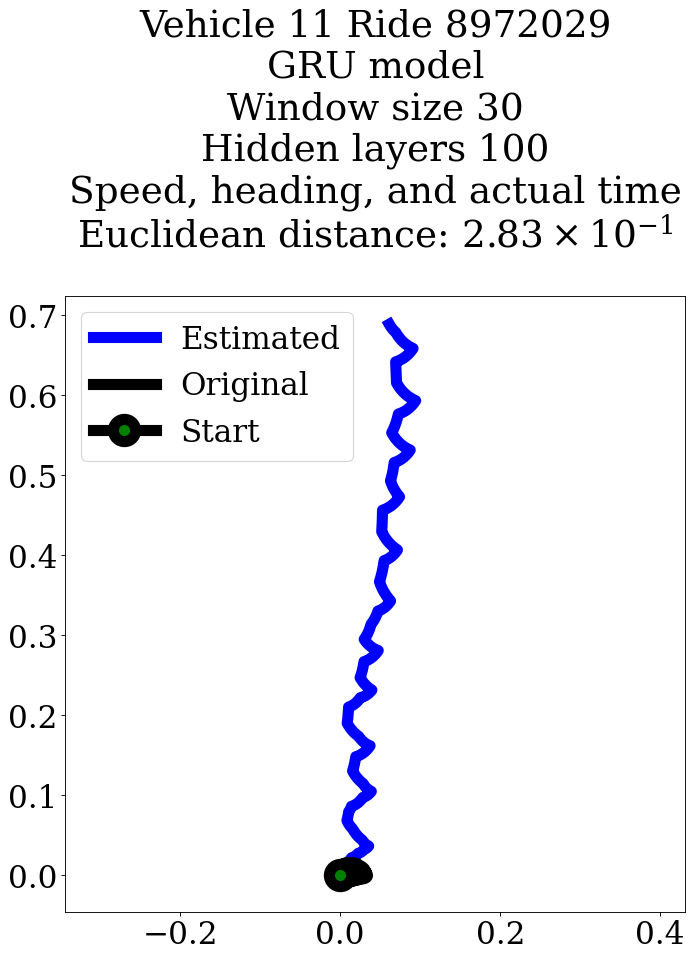 Vehicle 11 Ride 8972029
GRU model
Window size 30
Hidden layers 100
Speed, heading, and actual time
Euclidean distance: 2.83 × 10⁻¹
Estimated
Original
Start
0.7
0.6
0.5
0.4
0.3
0.2
0.1
0.0
−0.2 0.0 0.2 0.4